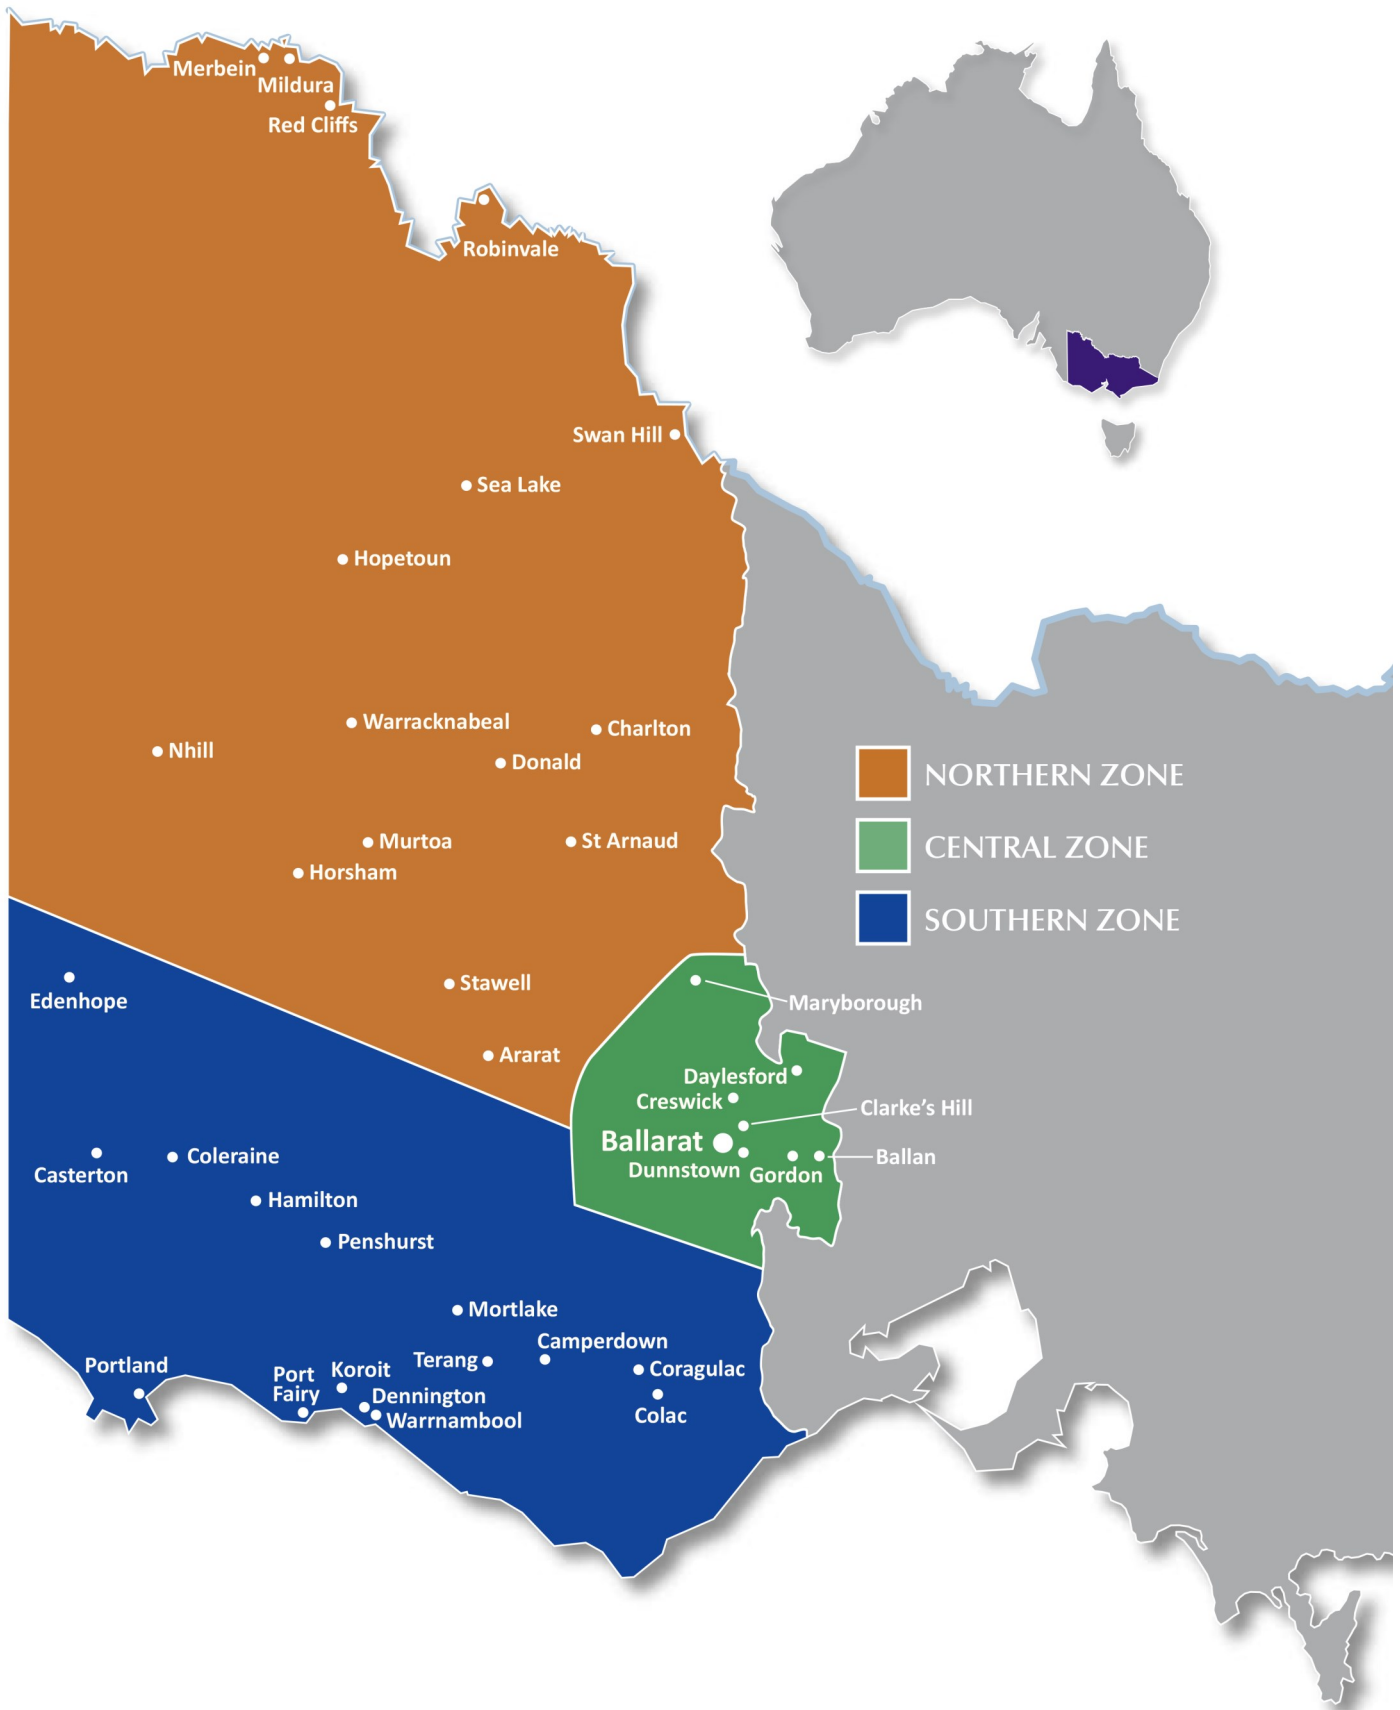 Merbein
Mildura
Red Cliffs
Robinvale
Swan Hill
Sea Lake
Hopetoun
Warracknabeal
Charlton
Nhill
Donald
Murtoa
St Arnaud
Horsham
NORTHERN ZONE
CENTRAL ZONE
SOUTHERN ZONE
Stawell
Edenhope
Maryborough
Ararat
Daylesford
Creswick
Clarke's Hill
Ballarat
Dunnstown
Gordon
Ballan
Coleraine
Casterton
Hamilton
Penshurst
Mortlake
Camperdown
Terang
Coragulac
Portland
Port
Fairy
Koroit
Dennington
Warrnambool
Colac